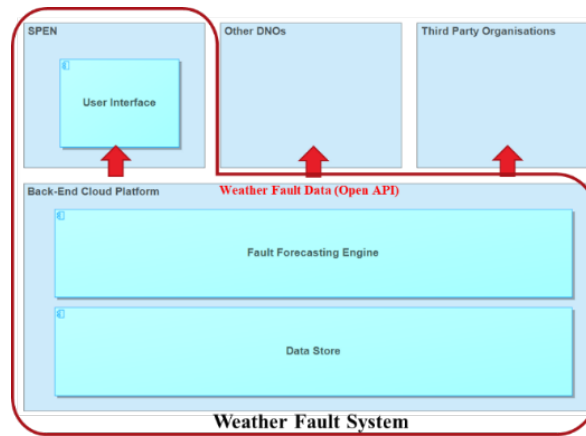 SPEN
Other DNOs
Third Party Organisations
User Interface
Back-End Cloud Platform
Weather Fault Data (Open API)
Fault Forecasting Engine
Data Store
Weather Fault System